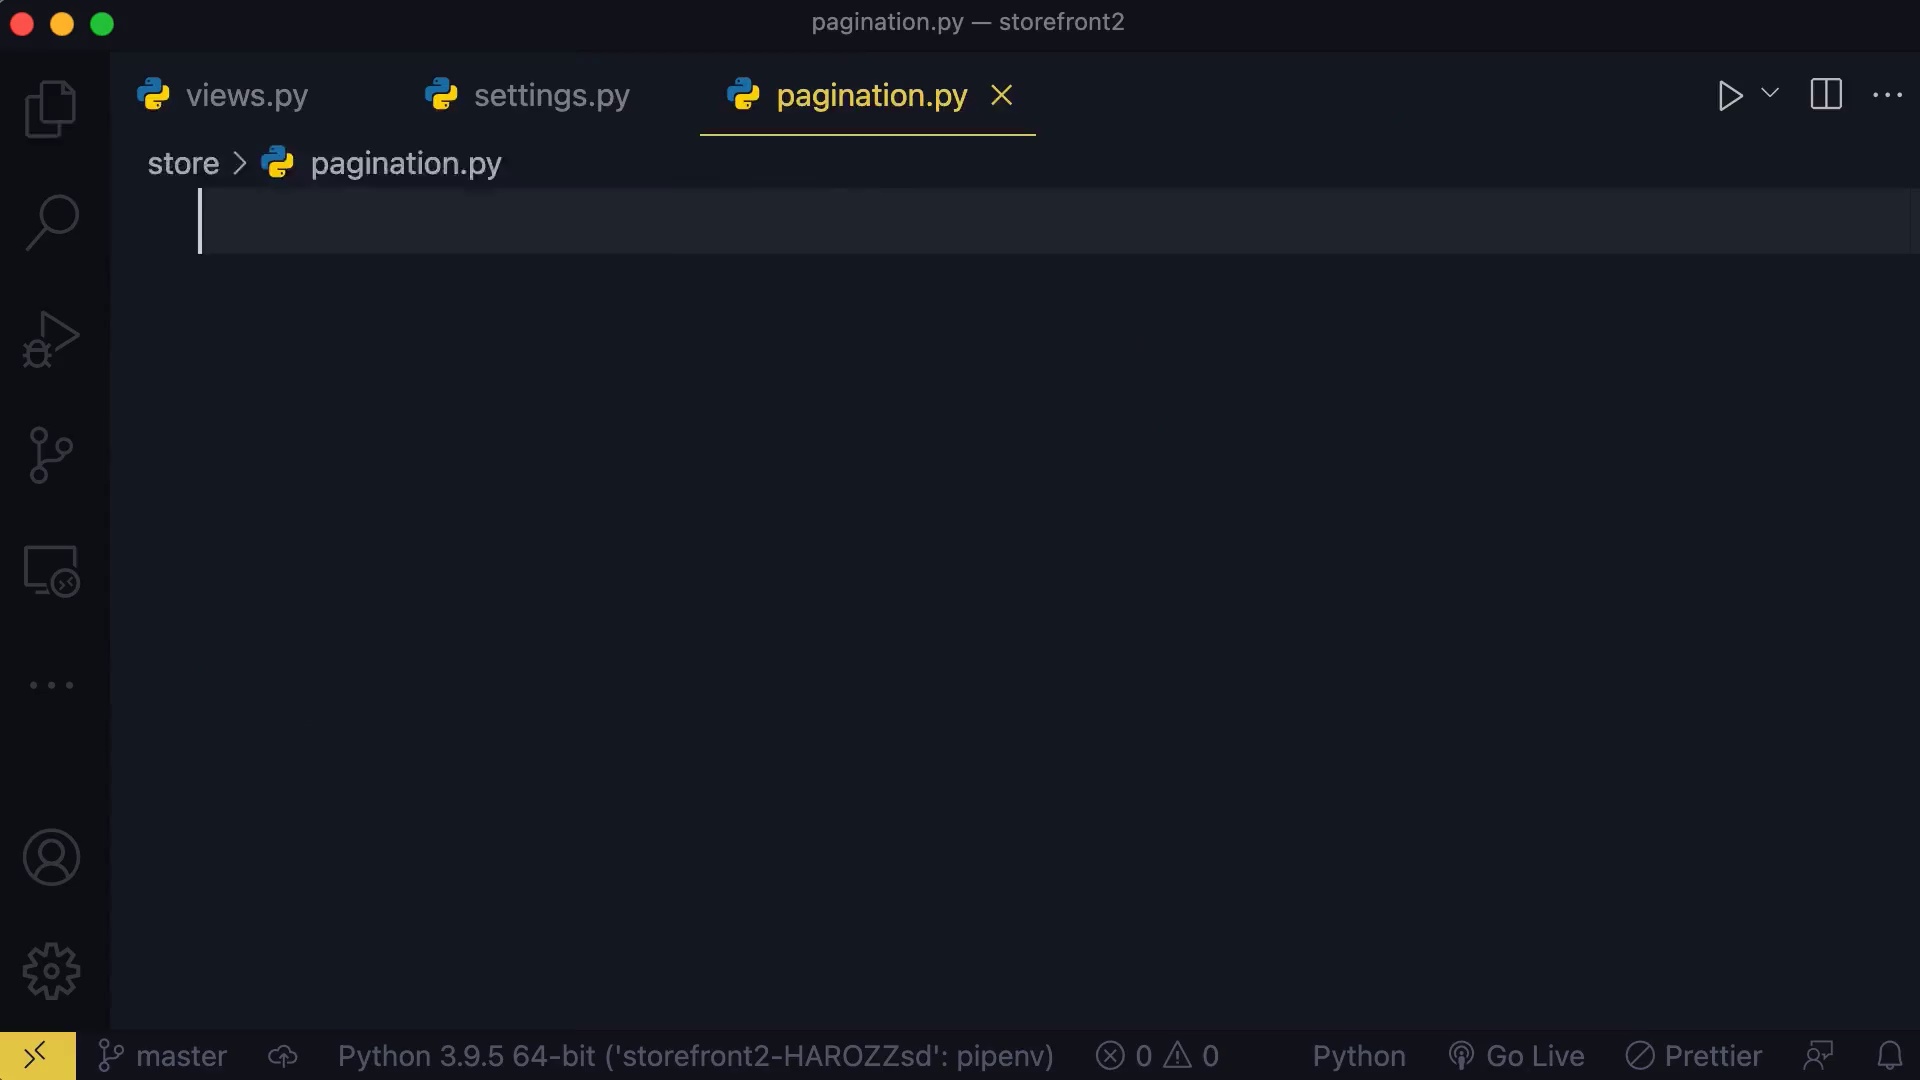 pagination.py — storefront2
views.py
settings.py
pagination.py
store > pagination.py
master
Python 3.9.5 64-bit ('storefront2-HAROZZsd': pipenv)
0
0
Python
Go Live
Prettier